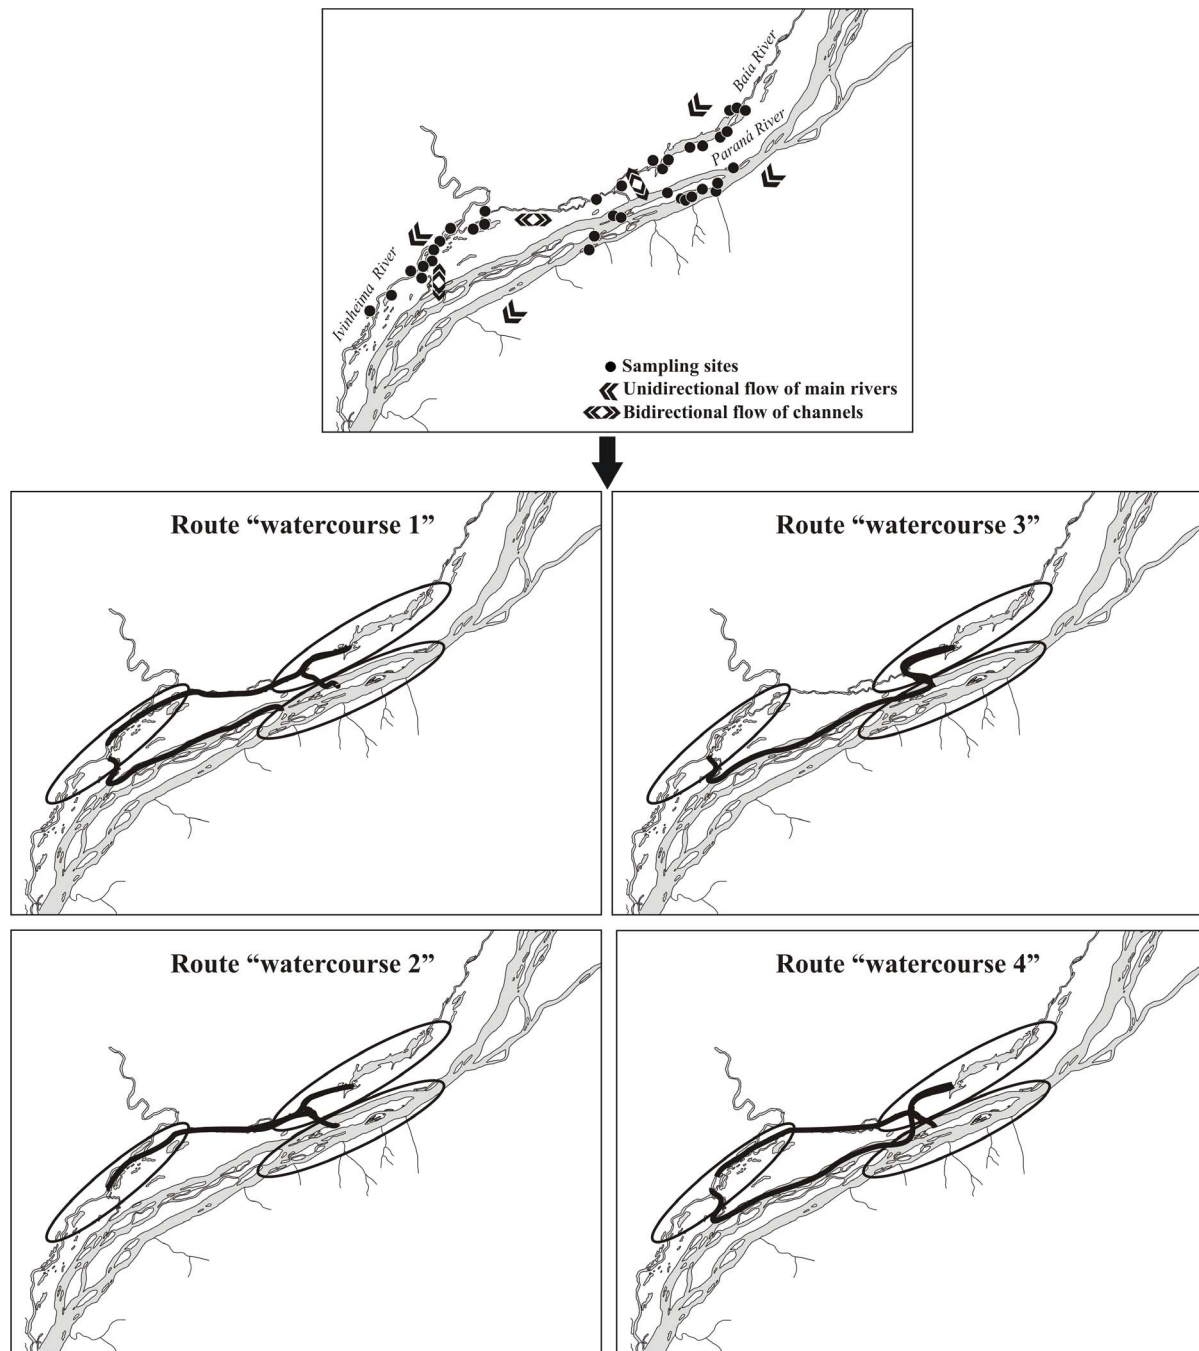 Baía River
Paraná River
Ivinheima River
Sampling sites
Unidirectional flow of main rivers
Bidirectional flow of channels
Route “watercourse 1”
Route “watercourse 3”
Route “watercourse 2”
Route “watercourse 4”